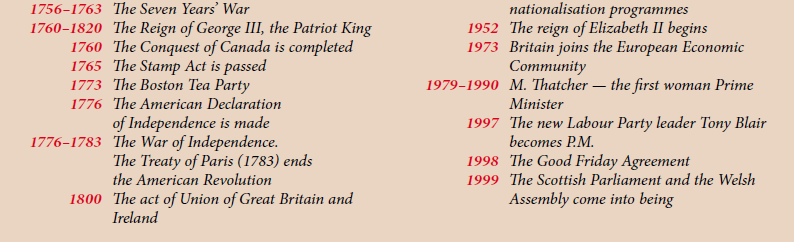 1756–1763 The Seven Years’ War
1760–1820 The Reign of George III, the Patriot King
1760 The Conquest of Canada is completed
1765 The Stamp Act is passed
1773 The Boston Tea Party
1776 The American Declaration
of Independence is made
1776–1783 The War of Independence.
The Treaty of Paris (1783) ends
the American Revolution
1800 The act of Union of Great Britain and
Ireland
nationalisation programmes
1952 The reign of Elizabeth II begins
1973 Britain joins the European Economic
Community
1979–1990 M. Thatcher — the first woman Prime
Minister
1997 The new Labour Party leader Tony Blair
becomes P.M.
1998 The Good Friday Agreement
1999 The Scottish Parliament and the Welsh
Assembly come into being